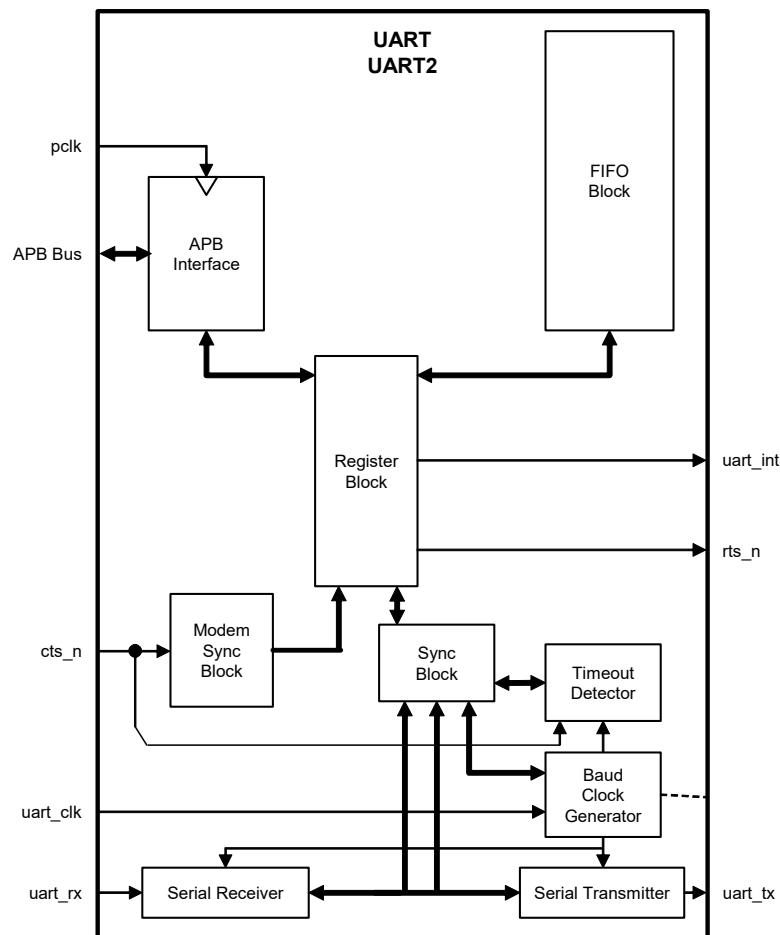 UART
UART2
pclk
FIFO
Block
APB Bus
APB
Interface
Register
Block
uart_int
rts_n
cts_n
Modem
Sync
Block
Sync
Block
Timeout
Detector
uart_clk
Baud
Clock
Generator
uart_rx
Serial Receiver
Serial Transmitter
uart_tx